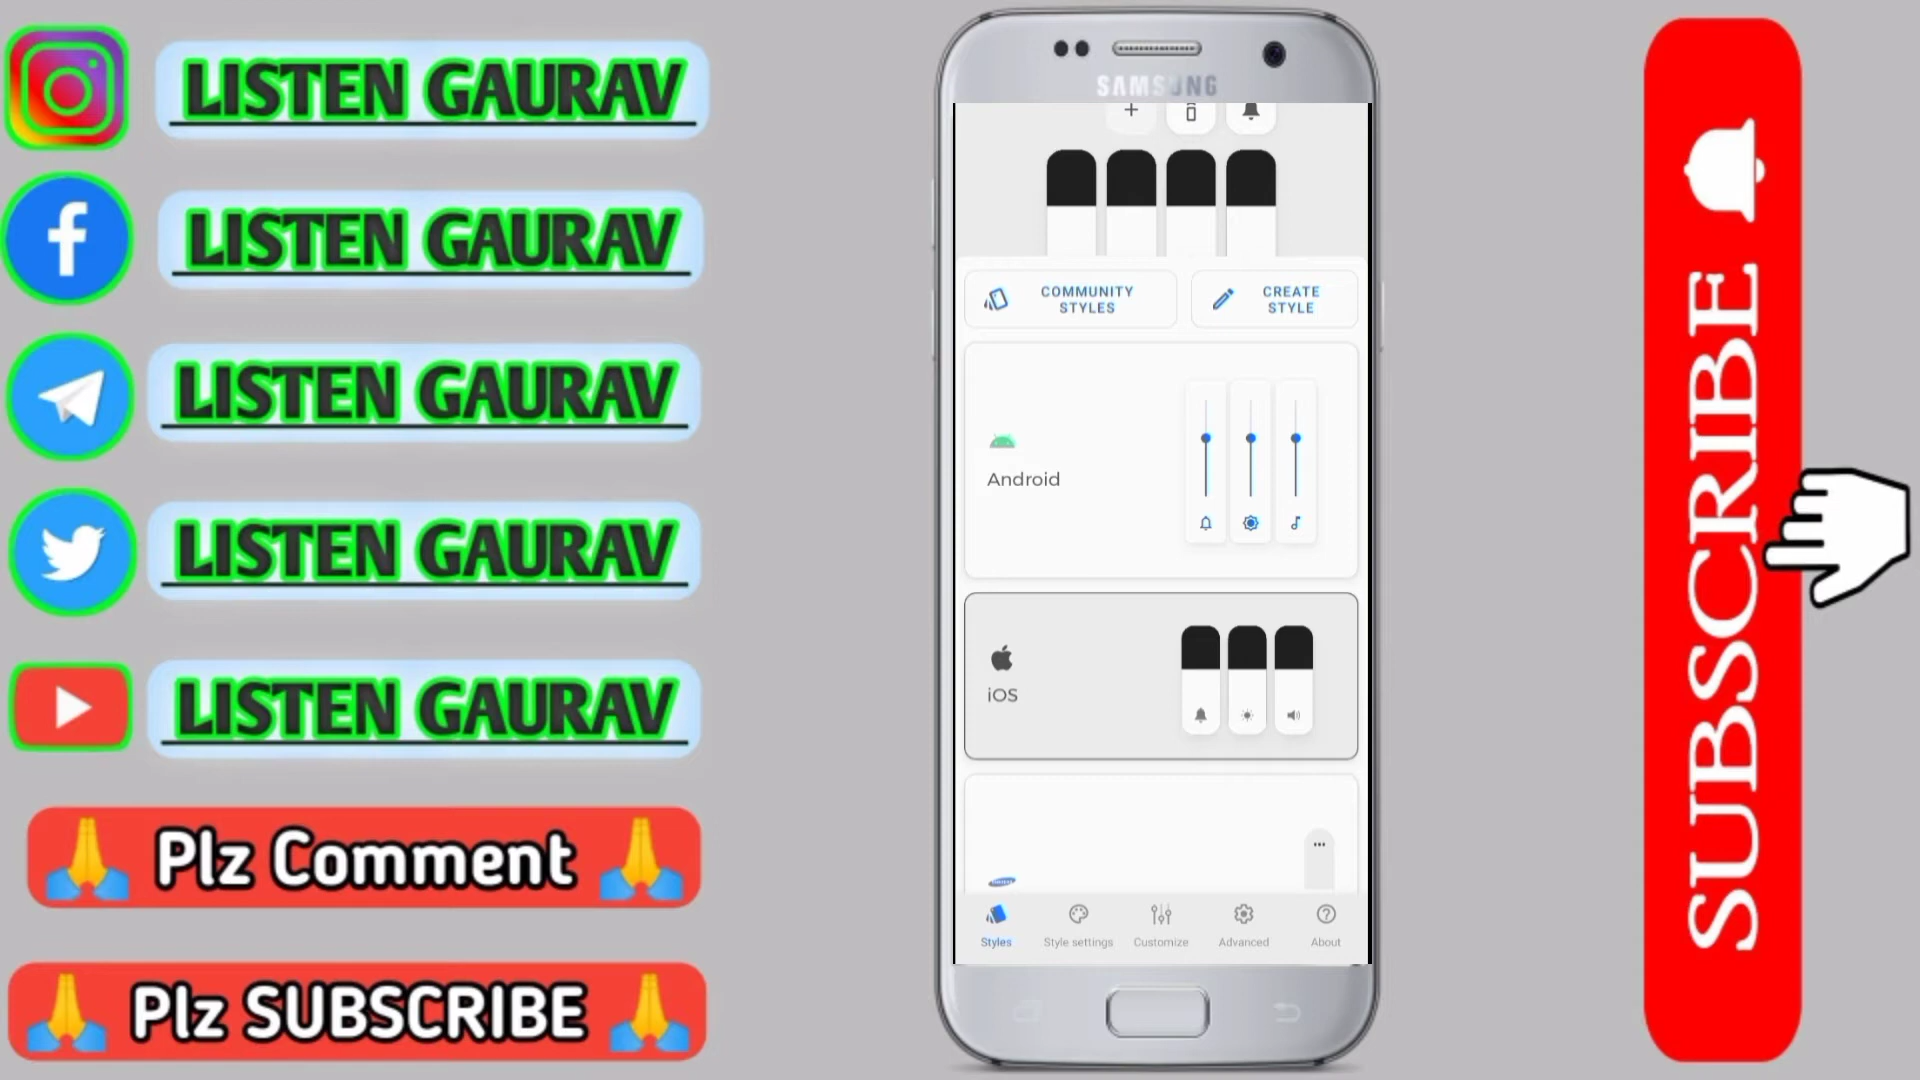 LISTEN GAURAV
LISTEN GAURAV
LISTEN GAURAV
LISTEN GAURAV
LISTEN GAURAV
Plz Comment
Plz SUBSCRIBE
SAMSUNG
COMMUNITY
STYLES
CREATE
STYLE
Android
iOS
Styles
Style settings
Customize
Advanced
About
SUBSCRIBE